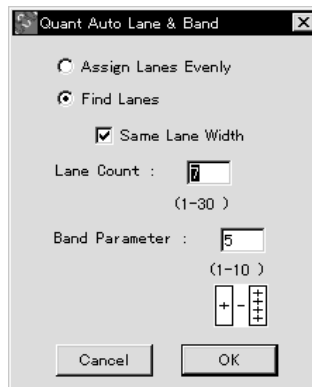 Quant Auto Lane & Band
Assign Lanes Evenly
Find Lanes
Same Lane Width
Lane Count : 7
(1-30 )
Band Parameter : 5
(1-10 )
Cancel OK